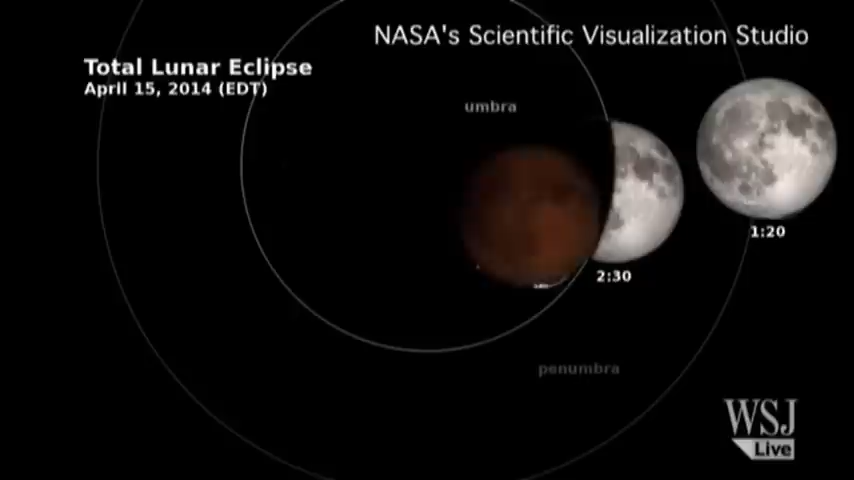 NASA's Scientific Visualization Studio
Total Lunar Eclipse
April 15, 2014 (EDT)
umbra
1:20
2:30
penumbra
WSJ
Live